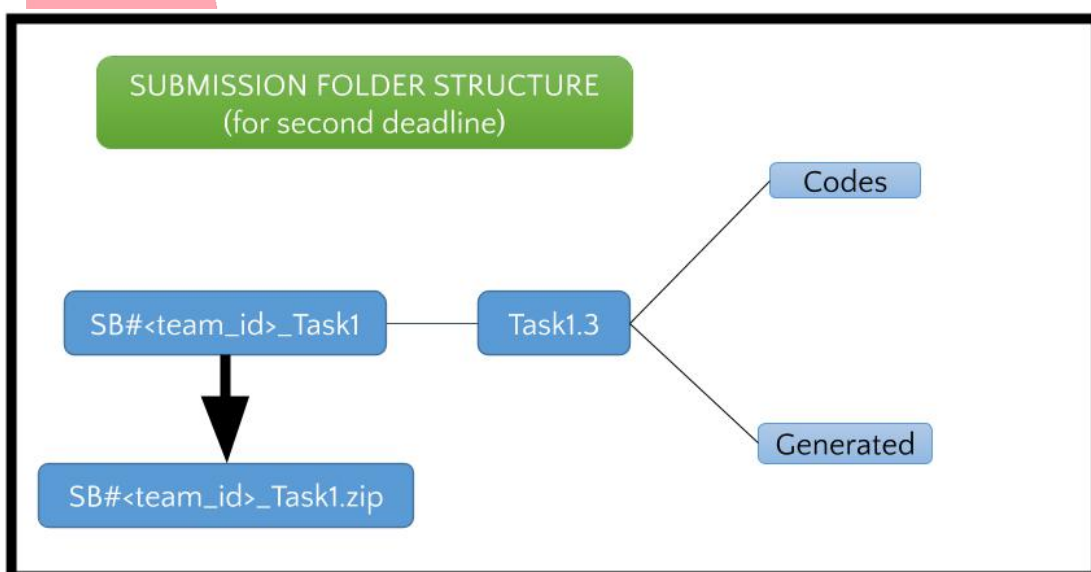 SUBMISSION FOLDER STRUCTURE
(for second deadline)
Codes
SB#<team_id>_Task1
Task1.3
Generated
SB#<team_id>_Task1.zip